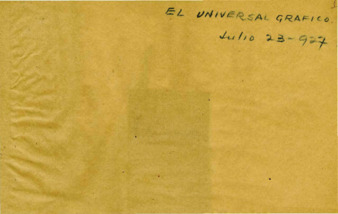 EL UNIVERSAL GRAFICO.
Julio 23-927